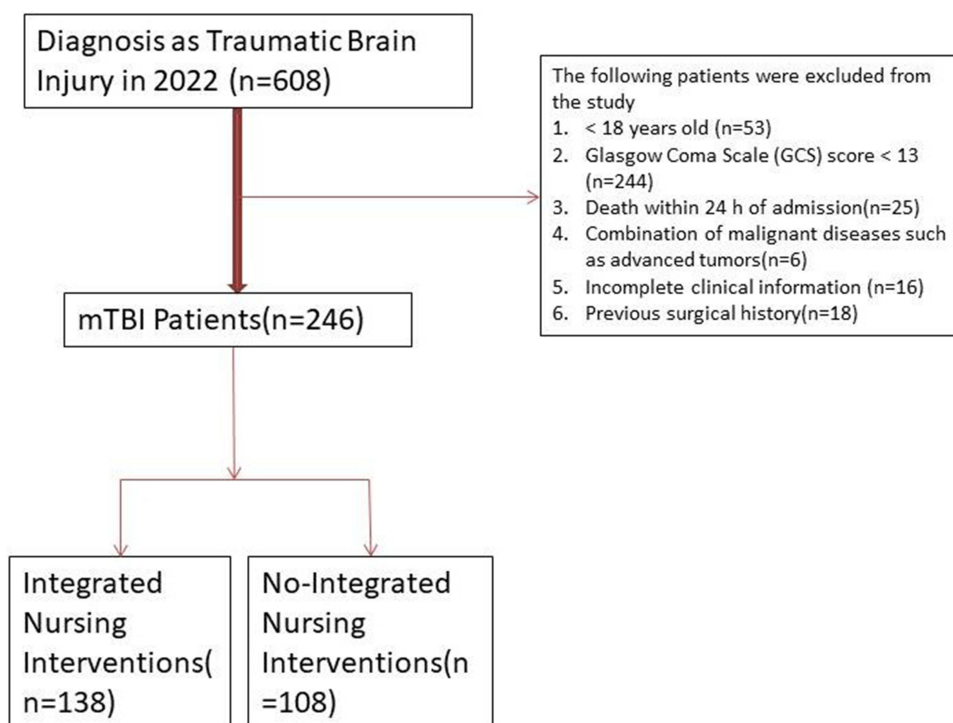 Diagnosis as Traumatic Brain
Injury in 2022 (n=608)
The following patients were excluded from
the study
1. < 18 years old (n=53)
2. Glasgow Coma Scale (GCS) score < 13
(n=244)
3. Death within 24 h of admission(n=25)
4. Combination of malignant diseases such
as advanced tumors(n=6)
5. Incomplete clinical information (n=16)
6. Previous surgical history(n=18)
mTBI Patients(n=246)
Integrated
Nursing
Interventions(
n=138)
No-Integrated
Nursing
Interventions(n
=108)